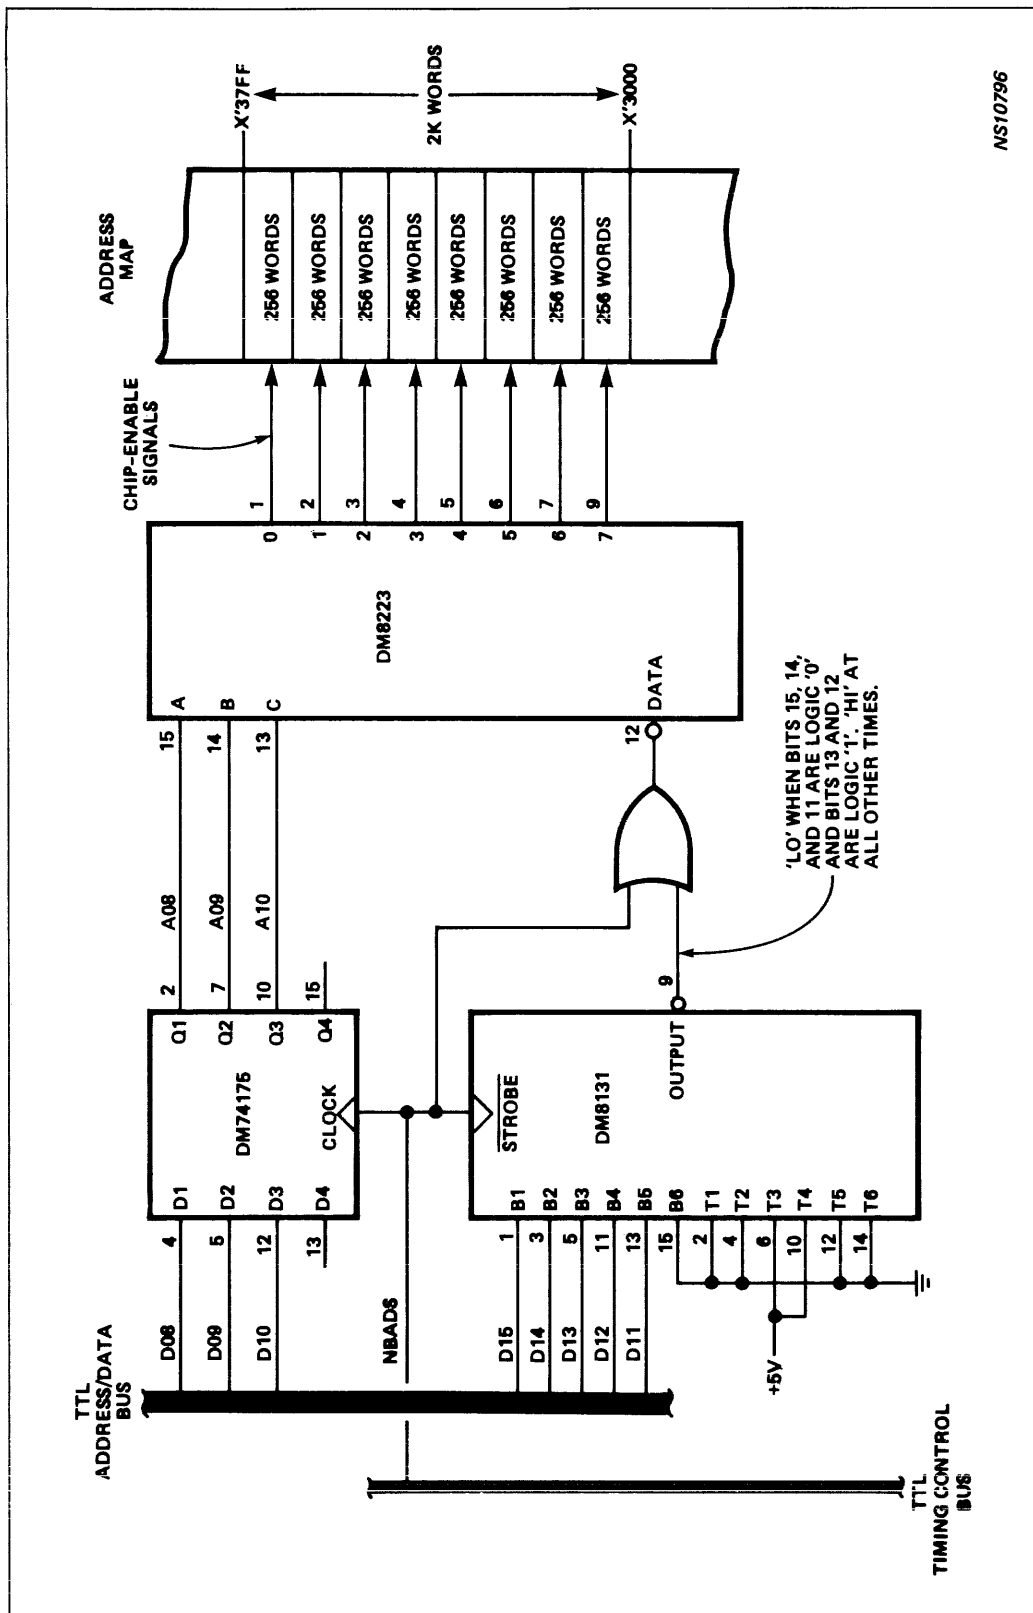 TTL
ADDRESS/DATA
BUS
D08
D09
D10
4
5
12
13
D1
D2
D3
D4
DM74175
CLOCK
Q1
Q2
Q3
Q4
2
7
10
15
A08
A09
A10
15
14
13
A
B
C
DM8223
DATA
12
0
1
2
3
4
5
6
7
1
2
3
4
5
6
7
9
CHIP-ENABLE
SIGNALS
ADDRESS
MAP
256 WORDS
256 WORDS
256 WORDS
256 WORDS
256 WORDS
256 WORDS
256 WORDS
256 WORDS
X'37FF
2K WORDS
X'3000
NBADS
D15
D14
D13
D12
D11
+5V
1
3
5
11
13
15
2
4
6
10
12
14
B1
B2
B3
B4
B5
B6
T1
T2
T3
T4
T5
T6
STROBE
DM8131
OUTPUT
9
'LO' WHEN BITS 15, 14,
AND 11 ARE LOGIC '0'
AND BITS 13 AND 12
ARE LOGIC '1'. 'HI' AT
ALL OTHER TIMES.
TTL
TIMING CONTROL
BUS
NS10796